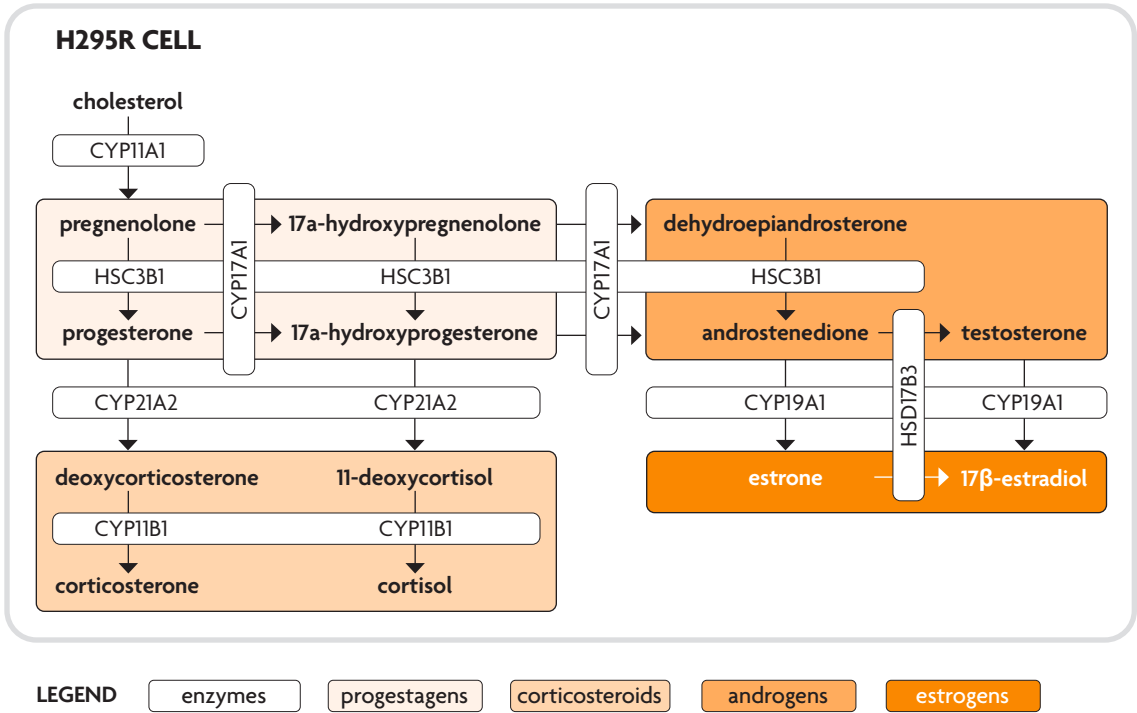 H295R CELL
cholesterol
CYP11A1
pregnenolone
CYP17A1
17a-hydroxypregnenolone
CYP17A1
dehydroepiandrosterone
HSC3B1
HSC3B1
HSC3B1
progesterone
17a-hydroxyprogesterone
androstenedione
HSD17B3
testosterone
CYP21A2
CYP21A2
CYP19A1
CYP19A1
deoxycorticosterone
11-deoxycortisol
estrone
17β-estradiol
CYP11B1
CYP11B1
corticosterone
cortisol
LEGEND
enzymes
progestagens
corticosteroids
androgens
estrogens